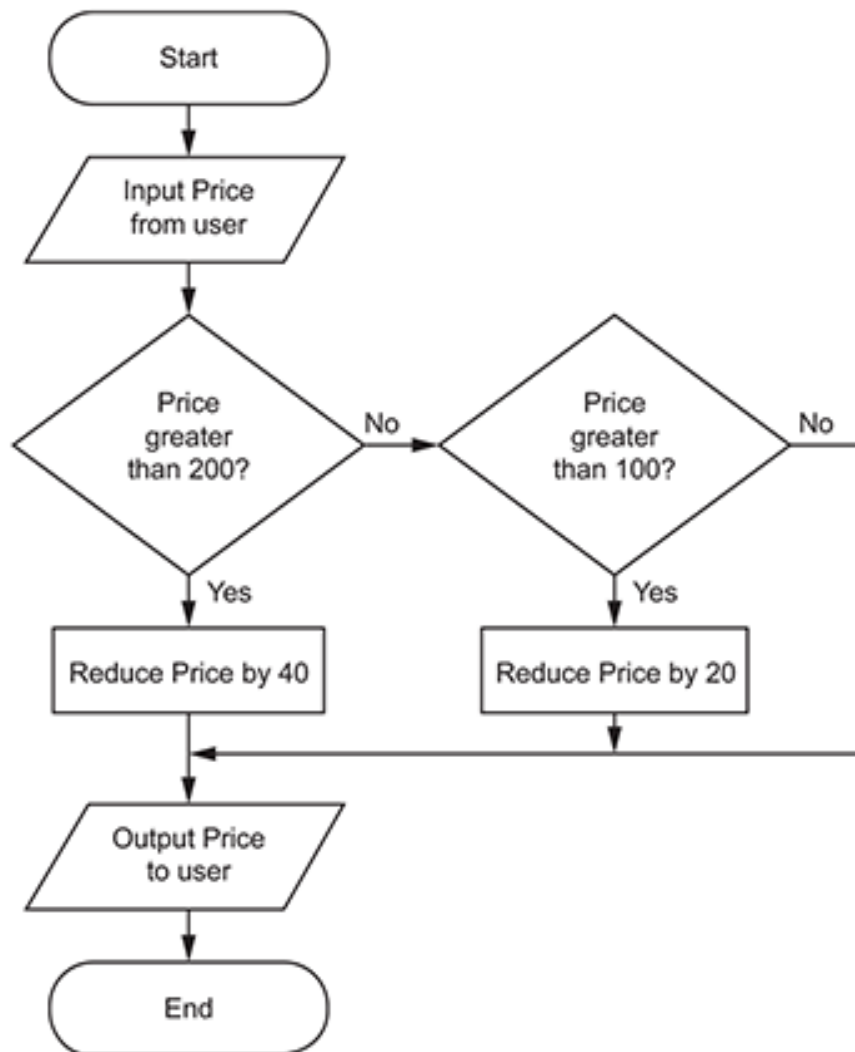 Start
Input Price
from user
Price
greater
than 200?
No
Price
greater
than 100?
No
Yes
Yes
Reduce Price by 40
Reduce Price by 20
Output Price
to user
End